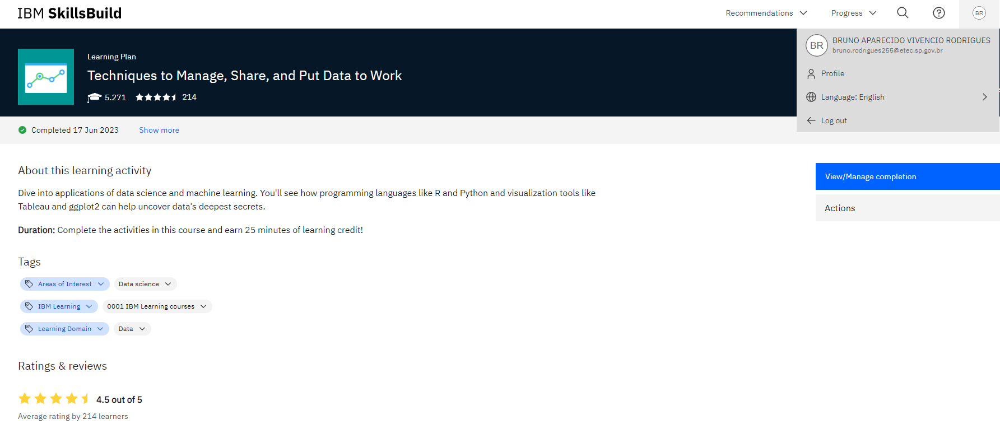 IBM SkillsBuild
Recommendations
Progress
BR
BR
BRUNO APARECIDO VIVENCIO RODRIGUES
bruno.rodrigues255@etec.sp.gov.br
Profile
Language: English
Log out
Learning Plan
Techniques to Manage, Share, and Put Data to Work
5.271
214
Completed 17 Jun 2023
Show more
About this learning activity
Dive into applications of data science and machine learning. You'll see how programming languages like R and Python and visualization tools like
Tableau and ggplot2 can help uncover data's deepest secrets.
Duration: Complete the activities in this course and earn 25 minutes of learning credit!
View/Manage completion
Actions
Tags
Areas of Interest
Data science
IBM Learning
0001 IBM Learning courses
Learning Domain
Data
Ratings & reviews
4.5 out of 5
Average rating by 214 learners